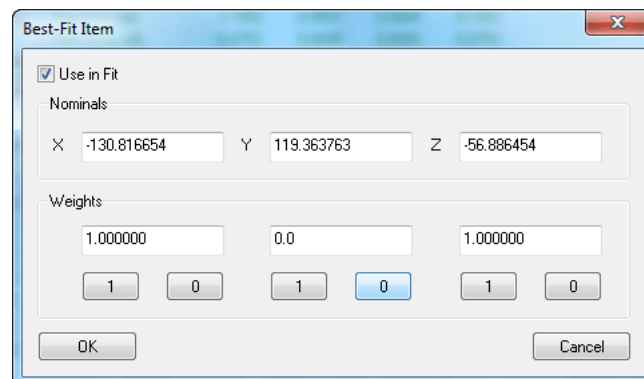 Best-Fit Item
Use in Fit
Nominals
X -130.816654 Y 119.363763 Z -56.886454
Weights
1.000000 0.0 1.000000
1 0 1 0 1 0
OK Cancel